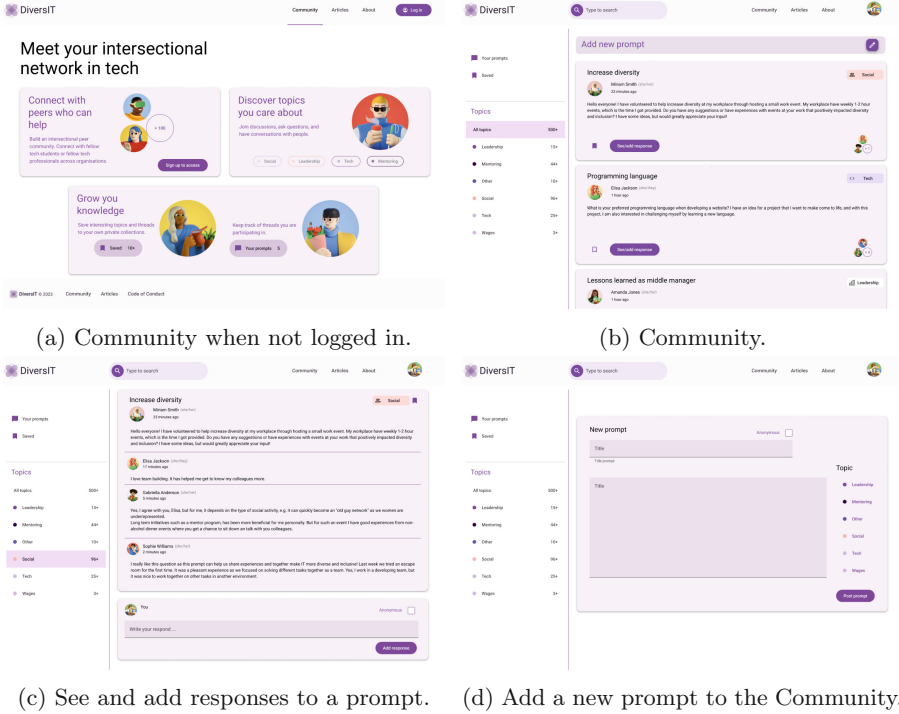 DiversIT
Community Articles About Log in
Meet your intersectional
network in tech
Connect with
peers who can
help
Build an intersectional peer
community. Connect with fellow
tech students or fellow tech
professionals across organisations.
+ 100
Sign up to access
Discover topics
you care about
Join discussions, ask questions, and
have conversations with people.
Social Leadership Tech Mentoring
Grow you
knowledge
Save interesting topics and threads
to your own private collections.
Saved 10+
Keep track of threads you are
participating in.
Your prompts 5
DiversIT © 2023 Community Articles Code of Conduct
(a) Community when not logged in.
DiversIT
Type to search
Community Articles About
Your prompts
Saved
Topics
All topics 500+
Leadership 15+
Mentoring 44+
Other 10+
Social 96+
Tech 25+
Wages 3+
Add new prompt
Increase diversity
Social
Miriam Smith (she/her)
23 minutes ago
Hello everyone! I have volunteered to help increase diversity at my workplace through hosting a small work event. My workplace have weekly 1-2 hour
events, which is the time I got provided. Do you have any suggestions or have experiences with events at your work that positively impacted diversity
and inclusion? I have some ideas, but would greatly appreciate your input!
See/add response
Programming language
Tech
Elisa Jackson (she/they)
1 hour ago
What is your preferred programming language when developing a website? I have an idea for a project that I want to make come to life, and with this
project, I am also interested in challenging myself by learning a new language.
See/add response
Lessons learned as middle manager
Leadership
Amanda Jones (she/her)
1 hour ago
(b) Community.
DiversIT
Type to search
Community Articles About
Your prompts
Saved
Topics
All topics 500+
Leadership 15+
Mentoring 44+
Other 10+
Social 96+
Tech 25+
Wages 3+
Increase diversity
Social
Miriam Smith (she/her)
33 minutes ago
Hello everyone! I have volunteered to help increase diversity at my workplace through hosting a small work event. My workplace have weekly 1-2 hour
events, which is the time I got provided. Do you have any suggestions or have experiences with events at your work that positively impacted diversity
and inclusion? I have some ideas, but would greatly appreciate your input!
Elisa Jackson (she/they)
17 minutes ago
I love team building. It has helped me get to know my colleagues more.
Gabriella Anderson (she/her)
5 minutes ago
Yes, I agree with you, Elisa, but for me, it depends on the type of social activity, e.g. it can quickly become an "old guy network" as we women are
underrepresented.
Long term initiatives such as a mentor program, has been more beneficial for me personally. But for such an event I have good experiences from non-
alcohol dinner events where you get a chance to sit down an talk with you colleagues.
Sophie Williams (she/her)
2 minutes ago
I really like this question as this prompt can help us share experiences and together make IT more diverse and inclusive! Last week we tried an escape
room for the first time. It was a pleasant experience as we focused on solving different tasks together as a team. Yes, I work in a developing team, but
it was nice to work together on other tasks in another environment.
You
Anonymous
Write your respond...
Add response
(c) See and add responses to a prompt.
DiversIT
Type to search
Community Articles About
Your prompts
Saved
Topics
All topics 500+
Leadership 15+
Mentoring 44+
Other 10+
Social 96+
Tech 25+
Wages 3+
New prompt
Anonymous
Title
Title prompt
Title
Topic
Leadership
Mentoring
Other
Social
Tech
Wages
Post prompt
(d) Add a new prompt to the Community.